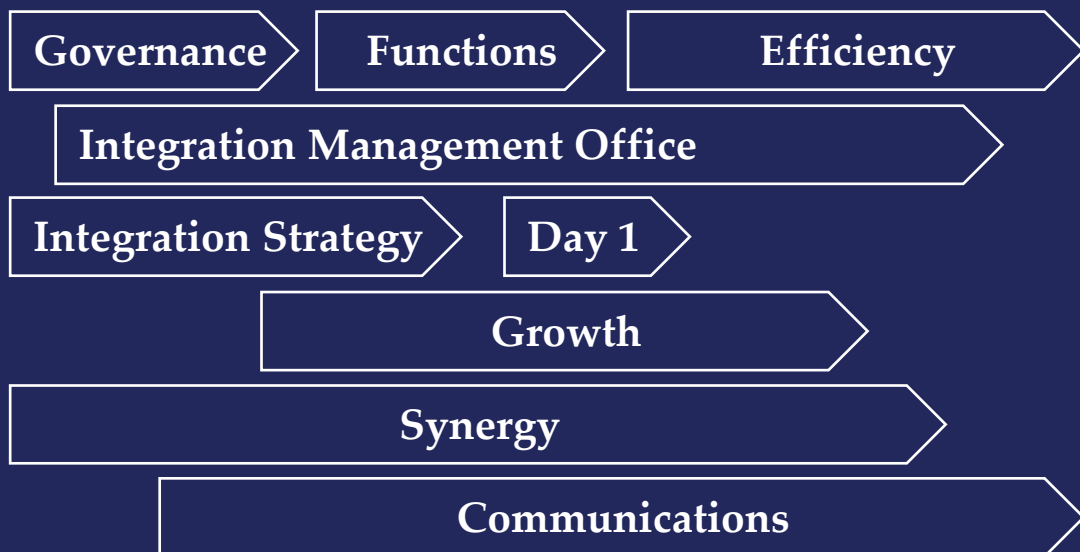 Governance Functions Efficiency
Integration Management Office
Integration Strategy Day 1
Growth
Synergy
Communications